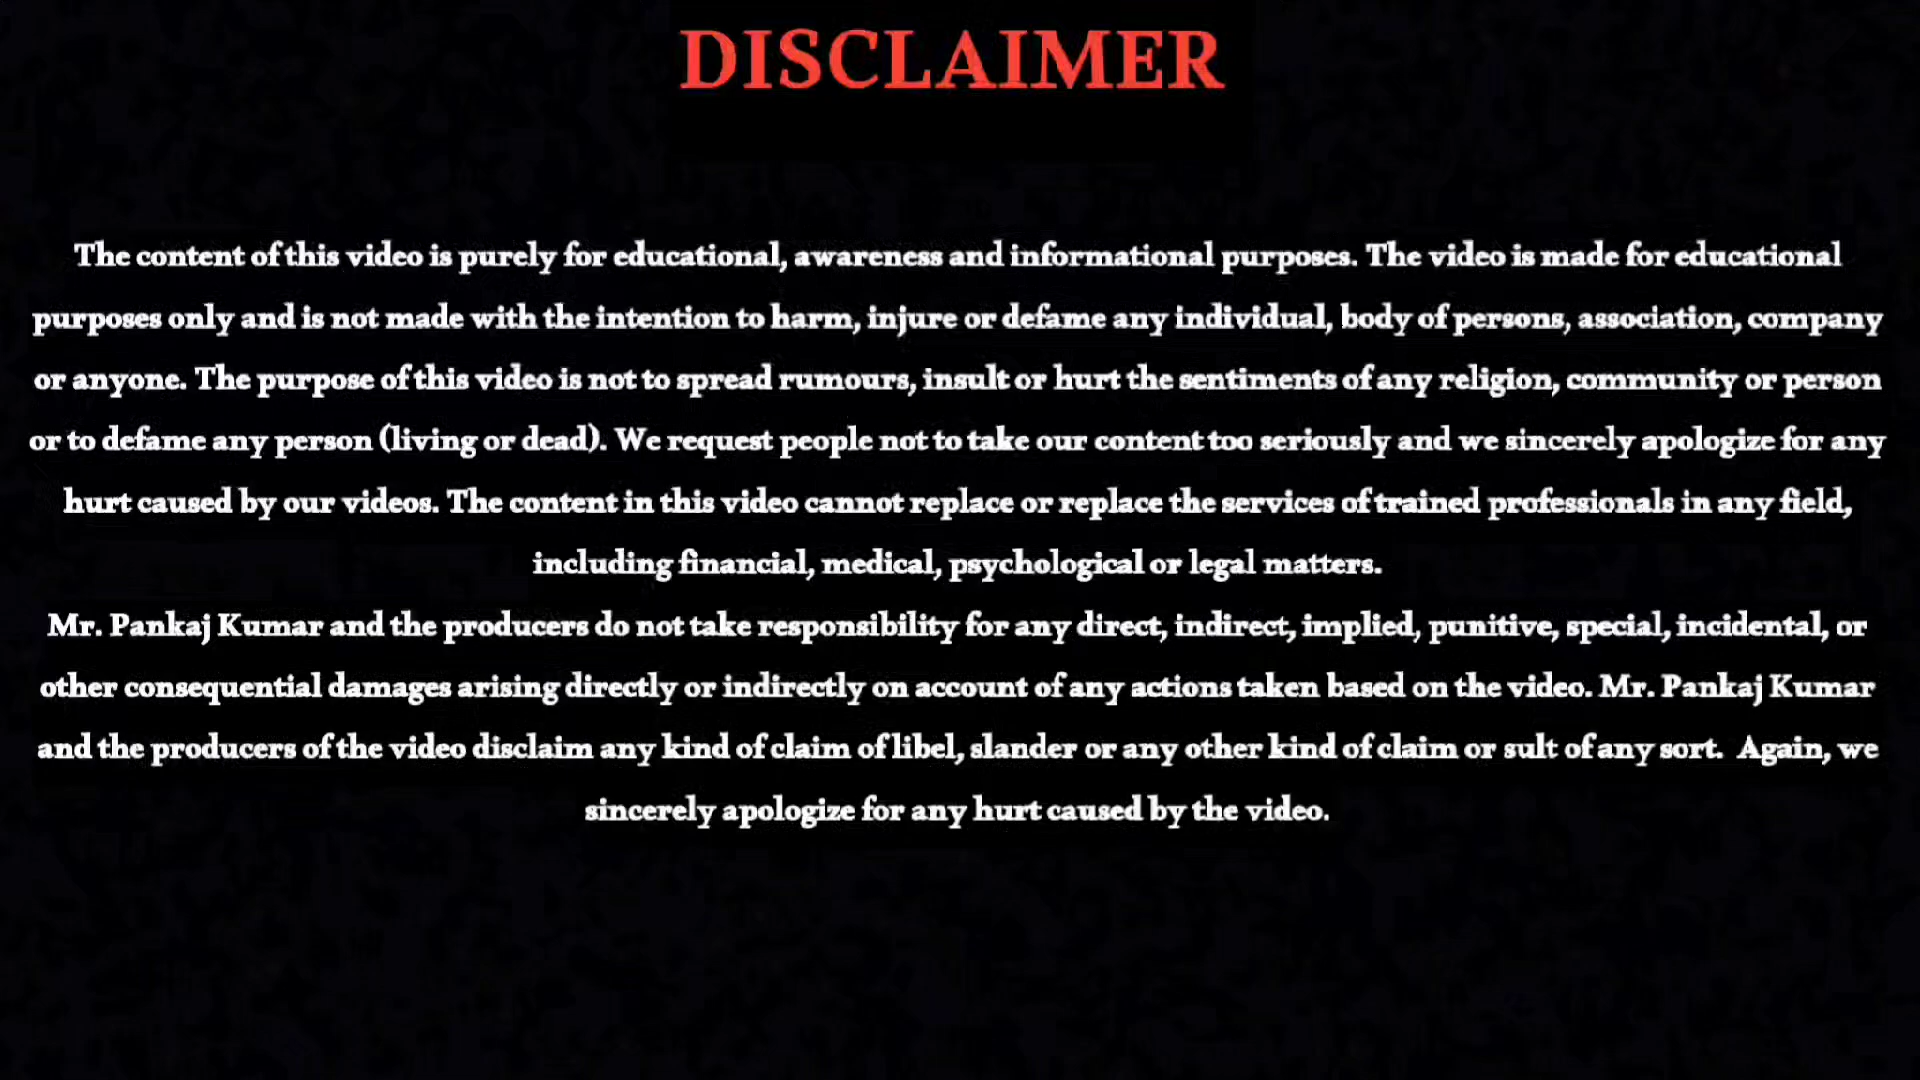 DISCLAIMER
The content of this video is purely for educational, awareness and informational purposes. The video is made for educational
purposes only and is not made with the intention to harm, injure or defame any individual, body of persons, association, company
or anyone. The purpose of this video is not to spread rumours, insult or hurt the sentiments of any religion, community or person
or to defame any person (living or dead). We request people not to take our content too seriously and we sincerely apologize for any
hurt caused by our videos. The content in this video cannot replace or replace the services of trained professionals in any field,
including financial, medical, psychological or legal matters.
Mr. Pankaj Kumar and the producers do not take responsibility for any direct, indirect, implied, punitive, special, incidental, or
other consequential damages arising directly or indirectly on account of any actions taken based on the video. Mr. Pankaj Kumar
and the producers of the video disclaim any kind of claim of libel, slander or any other kind of claim or sult of any sort. Again, we
sincerely apologize for any hurt caused by the video.